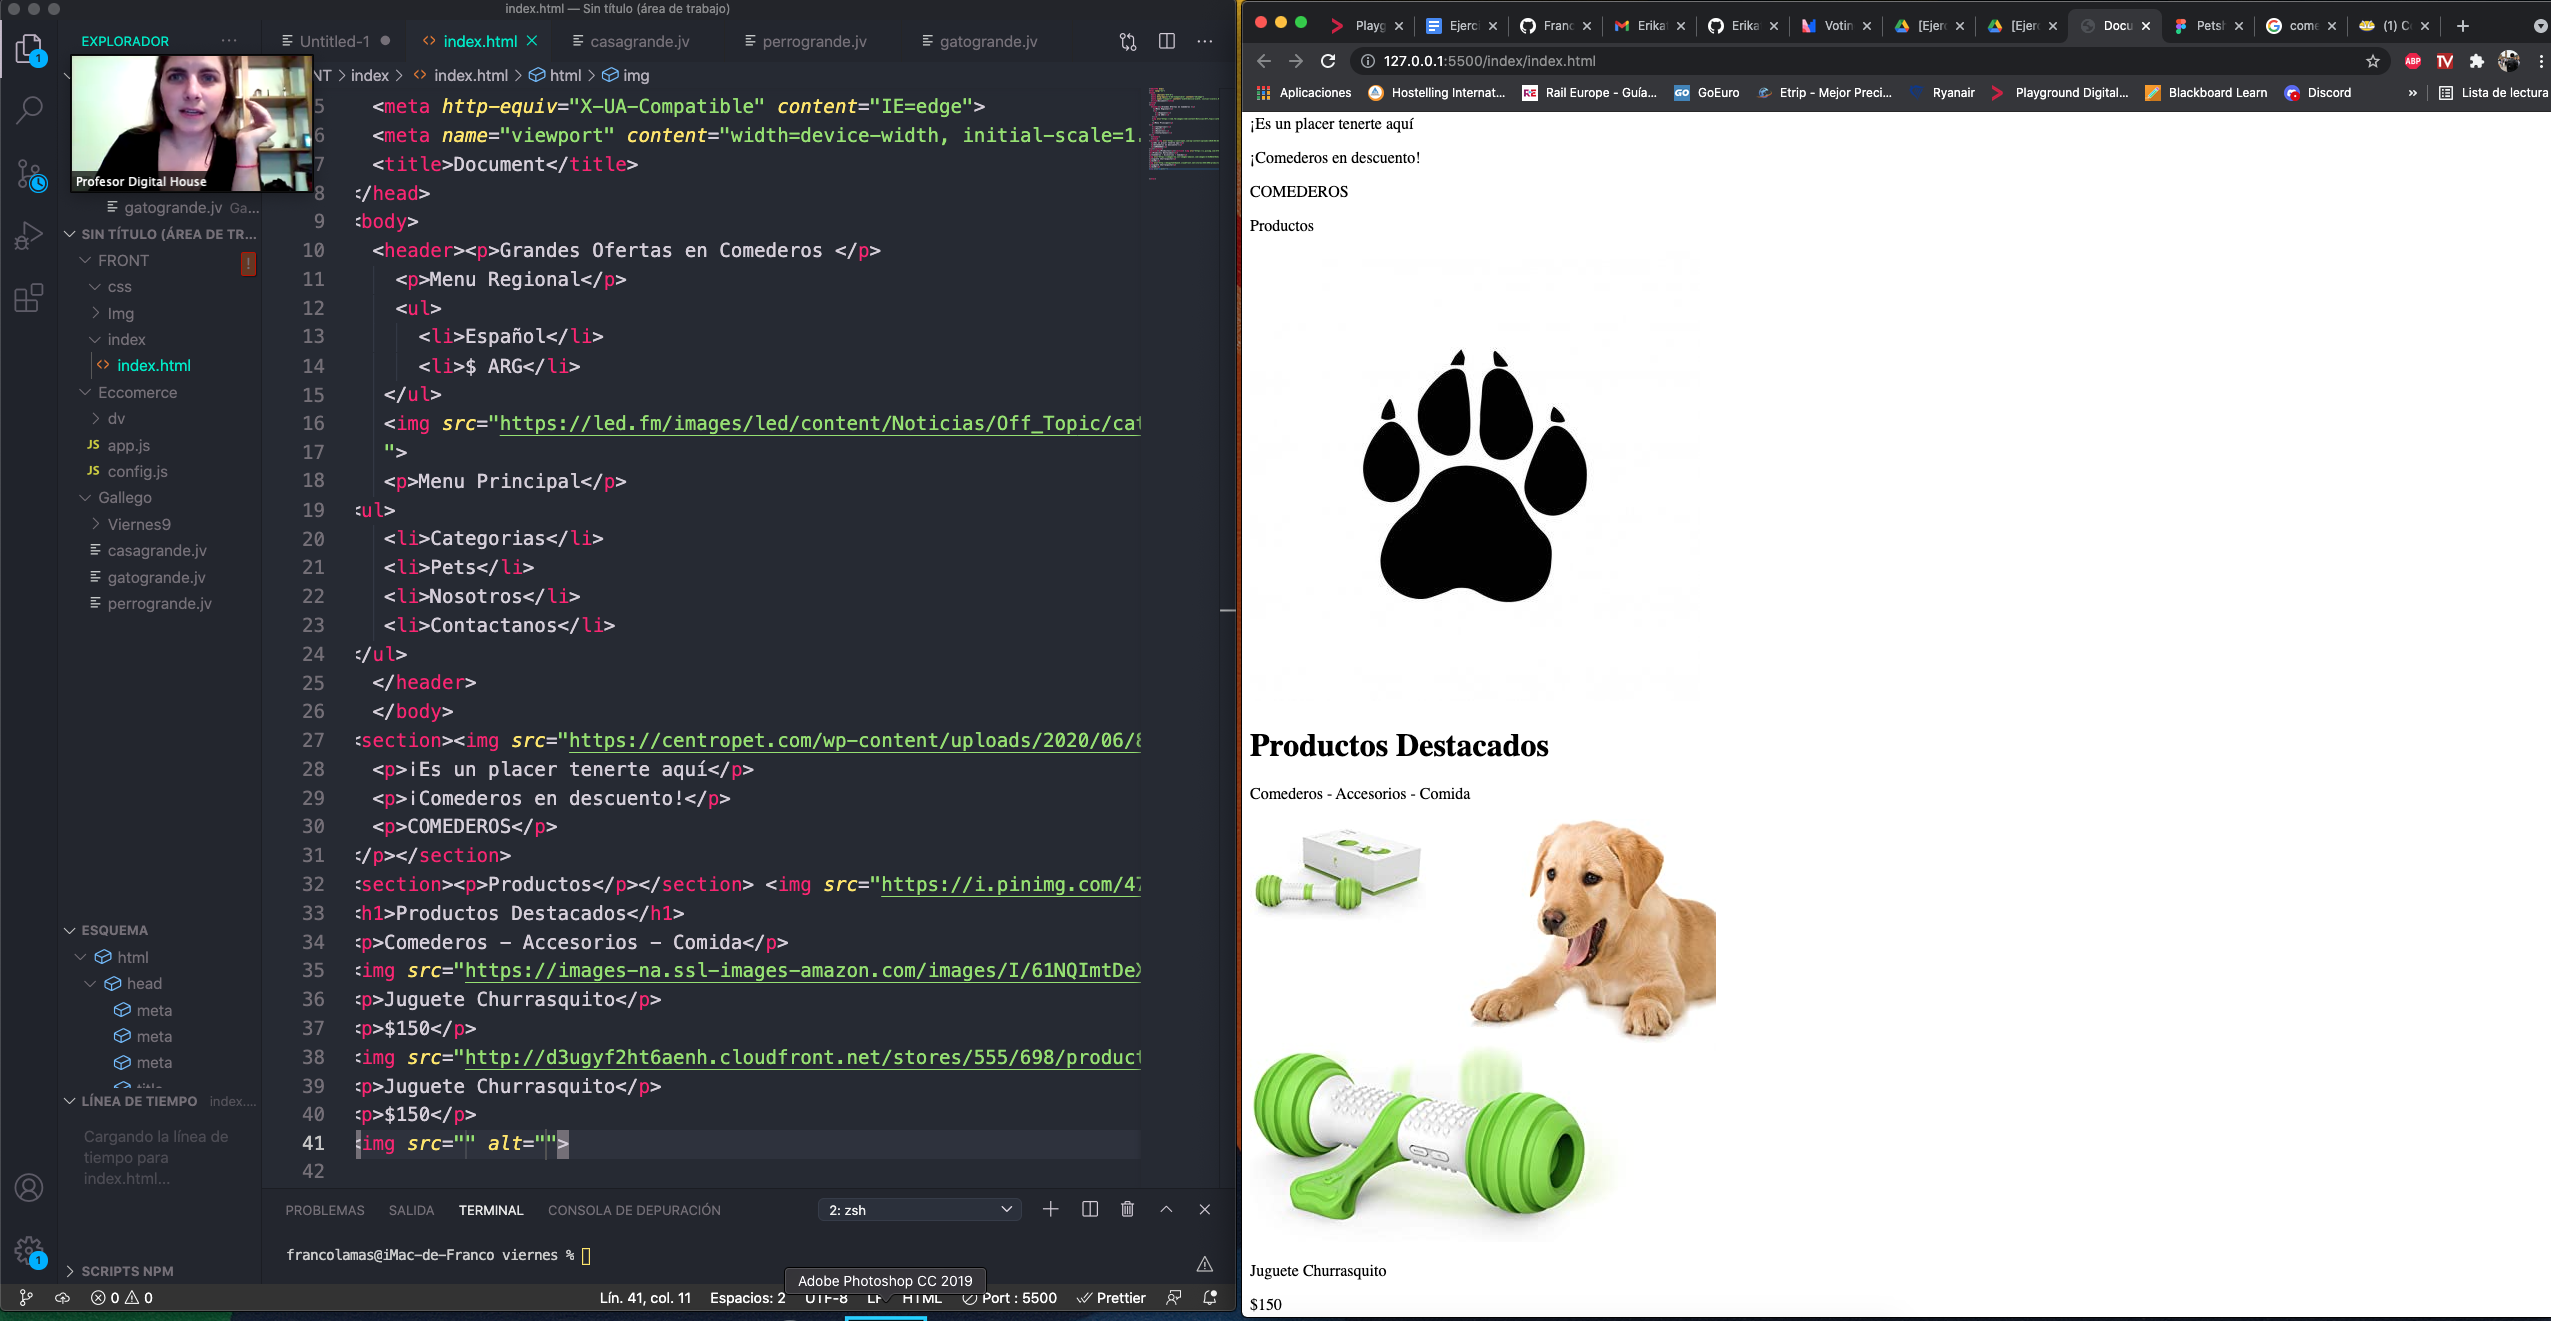 index.html — Sin título (área de trabajo)
EXPLORADOR
Untitled-1
index.html
casagrande.jv
perrogrande.jv
gatogrande.jv
NT > index > index.html > html > img
Profesor Digital House
gatogrande.jv Ga...
SIN TÍTULO (ÁREA DE TR...
FRONT
css
Img
index
index.html
Eccomerce
dv
JS app.js
JS config.js
Gallego
Viernes9
casagrande.jv
gatogrande.jv
perrogrande.jv
ESQUEMA
html
head
meta
meta
meta
title
LÍNEA DE TIEMPO index....
Cargando la línea de
tiempo para
index.html...
SCRIPTS NPM
5 <meta http-equiv="X-UA-Compatible" content="IE=edge">
6 <meta name="viewport" content="width=device-width, initial-scale=1.
7 <title>Document</title>
8 </head>
9 <body>
10 <header><p>Grandes Ofertas en Comederos </p>
11 <p>Menu Regional</p>
12 <ul>
13 <li>Español</li>
14 <li>$ ARG</li>
15 </ul>
16 <img src="https://led.fm/images/led/content/Noticias/Off_Topic/cat
17 ">
18 <p>Menu Principal</p>
19 <ul>
20 <li>Categorias</li>
21 <li>Pets</li>
22 <li>Nosotros</li>
23 <li>Contactanos</li>
24 </ul>
25 </header>
26 </body>
27 <section><img src="https://centropet.com/wp-content/uploads/2020/06/8
28 <p>¡Es un placer tenerte aquí</p>
29 <p>¡Comederos en descuento!</p>
30 <p>COMEDEROS</p>
31 </p></section>
32 <section><p>Productos</p></section> <img src="https://i.pinimg.com/47
33 <h1>Productos Destacados</h1>
34 <p>Comederos - Accesorios - Comida</p>
35 <img src="https://images-na.ssl-images-amazon.com/images/I/61NQImtDeX
36 <p>Juguete Churrasquito</p>
37 <p>$150</p>
38 <img src="http://d3ugyf2ht6aenh.cloudfront.net/stores/555/698/product
39 <p>Juguete Churrasquito</p>
40 <p>$150</p>
41 <img src="" alt="">
42
PROBLEMAS SALIDA TERMINAL CONSOLA DE DEPURACIÓN 2: zsh
francolamas@iMac-de-Franco viernes %
Adobe Photoshop CC 2019
0 0 Lín. 41, col. 11 Espacios: 2 UTF-8 LF HTML Port : 5500 Prettier
Playg Ejerci Franc Erikat Erika Votin [Ejerc [Ejerc Docu Petsh come (1) C
127.0.0.1:5500/index/index.html
ABP
TV
Aplicaciones Hostelling Internat... RE Rail Europe - Guía... GO GoEuro Etrip - Mejor Preci... Ryanair Playground Digital... Blackboard Learn Discord » Lista de lectura
¡Es un placer tenerte aquí
¡Comederos en descuento!
COMEDEROS
Productos
Productos Destacados
Comederos - Accesorios - Comida
Juguete Churrasquito
$150